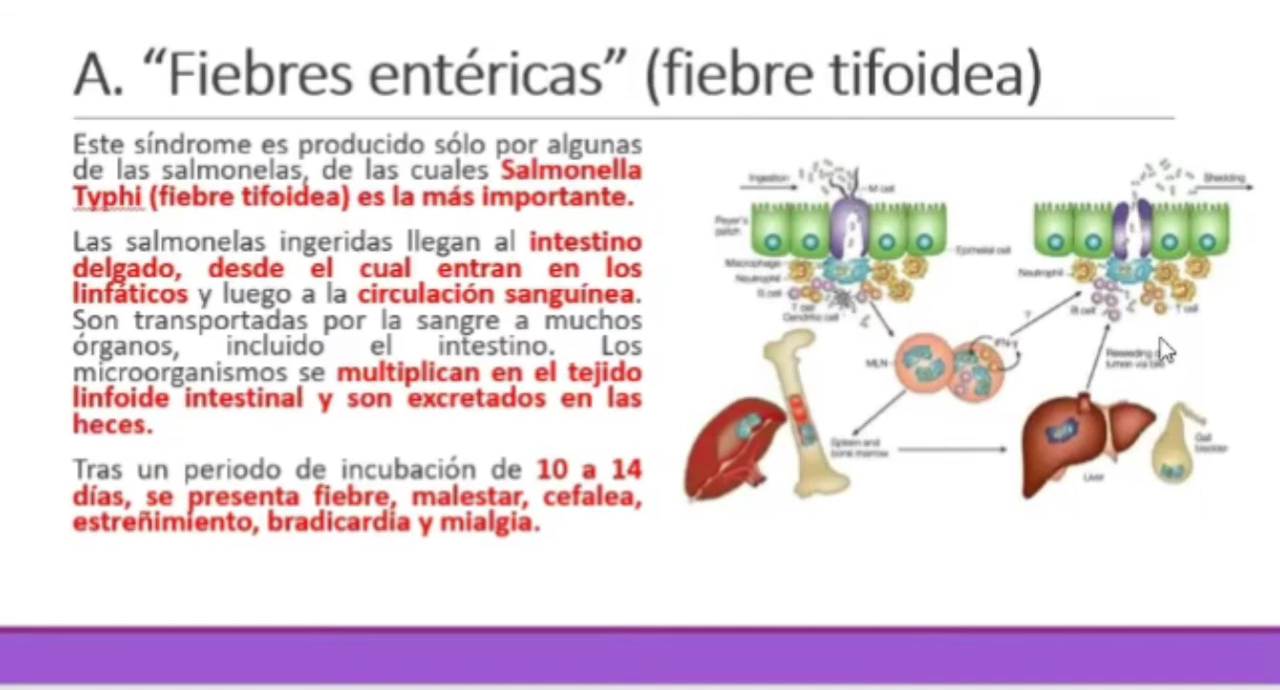 A. “Fiebres entéricas” (fiebre tifoidea)
Este síndrome es producido sólo por algunas
de las salmonelas, de las cuales Salmonella
Typhi (fiebre tifoidea) es la más importante.
Las salmonelas ingeridas llegan al intestino
delgado, desde el cual entran en los
linfáticos y luego a la circulación sanguínea.
Son transportadas por la sangre a muchos
órganos, incluido el intestino. Los
microorganismos se multiplican en el tejido
linfoide intestinal y son excretados en las
heces.
Tras un periodo de incubación de 10 a 14
días, se presenta fiebre, malestar, cefalea,
estreñimiento, bradicardia y mialgia.
Ingestion
M cell
Peyer's
patch
Epithelial cell
Macrophage
Neutrophil
B cell
T cell
Dendritic cell
MLN
IFN-γ
Spleen and
bone marrow
Shedding
Neutrophil
B cell
T cell
?
Reseeding
lumen via
Liver
Gall
bladder